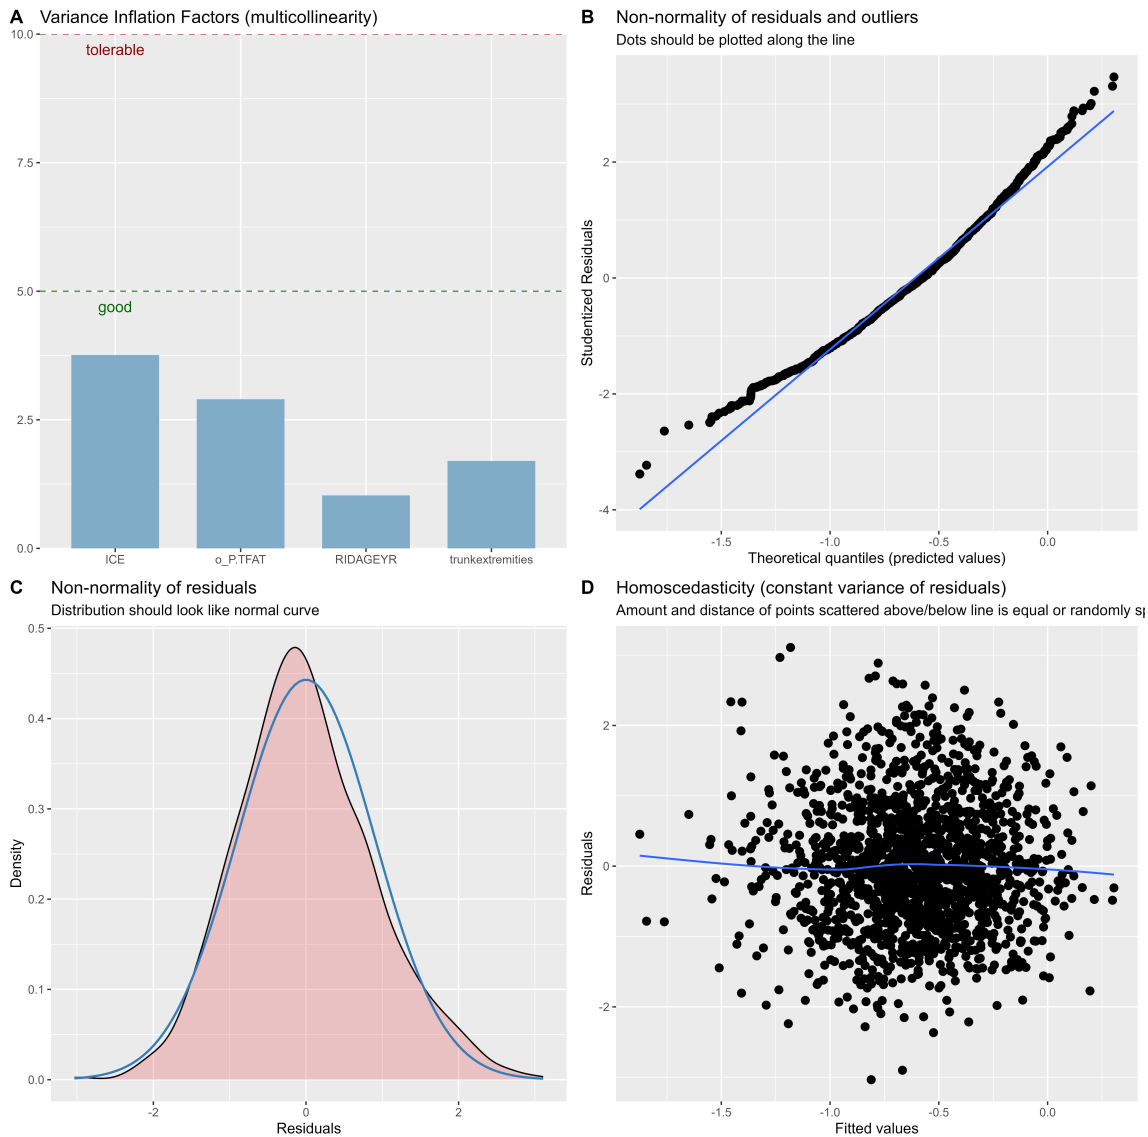 A Variance Inflation Factors (multicollinearity)
10.0
tolerable
7.5
5.0
good
2.5
0.0
ICE o_P.TFAT RIDAGEYR trunkextremities
B Non-normality of residuals and outliers
Dots should be plotted along the line
Studentized Residuals
2
0
-2
-4
-1.5 -1.0 -0.5 0.0
Theoretical quantiles (predicted values)
C Non-normality of residuals
Distribution should look like normal curve
Density
0.5
0.4
0.3
0.2
0.1
0.0
-2 0 2
Residuals
D Homoscedasticity (constant variance of residuals)
Amount and distance of points scattered above/below line is equal or randomly sp
Residuals
2
0
-2
-1.5 -1.0 -0.5 0.0
Fitted values